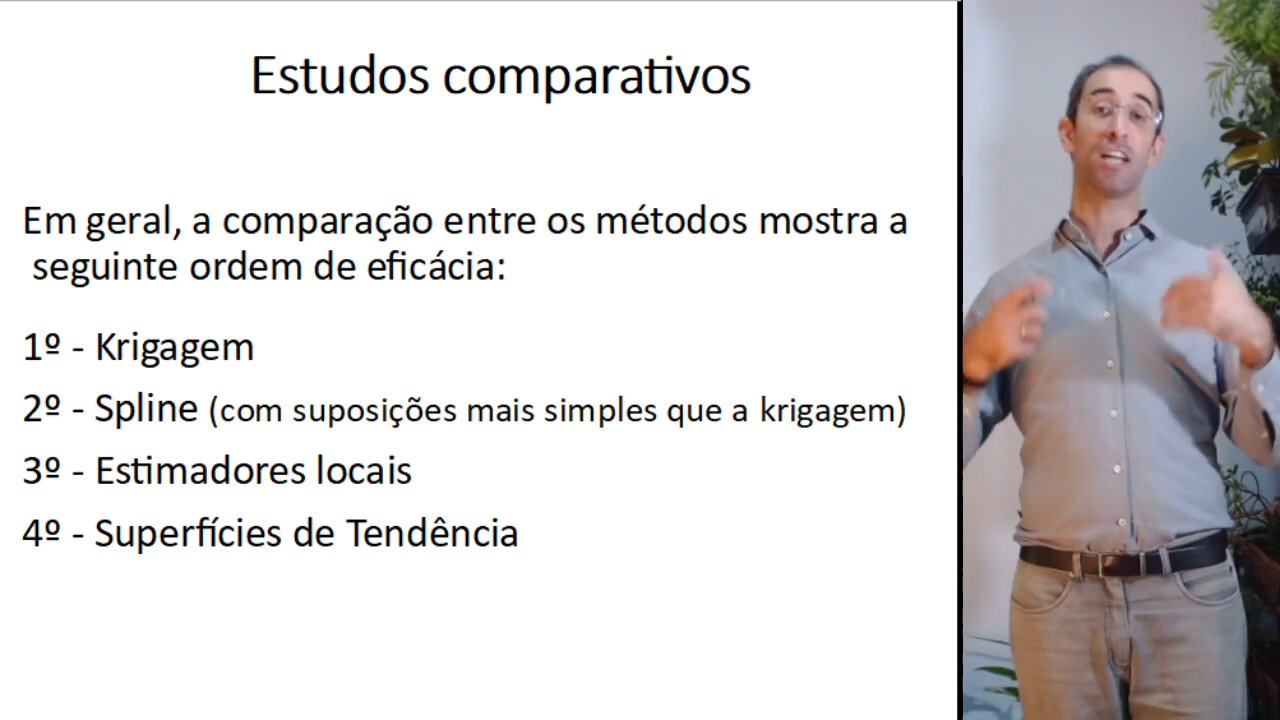 Estudos comparativos
Em geral, a comparação entre os métodos mostra a
seguinte ordem de eficácia:
1º - Krigagem
2º - Spline (com suposições mais simples que a krigagem)
3º - Estimadores locais
4º - Superfícies de Tendência